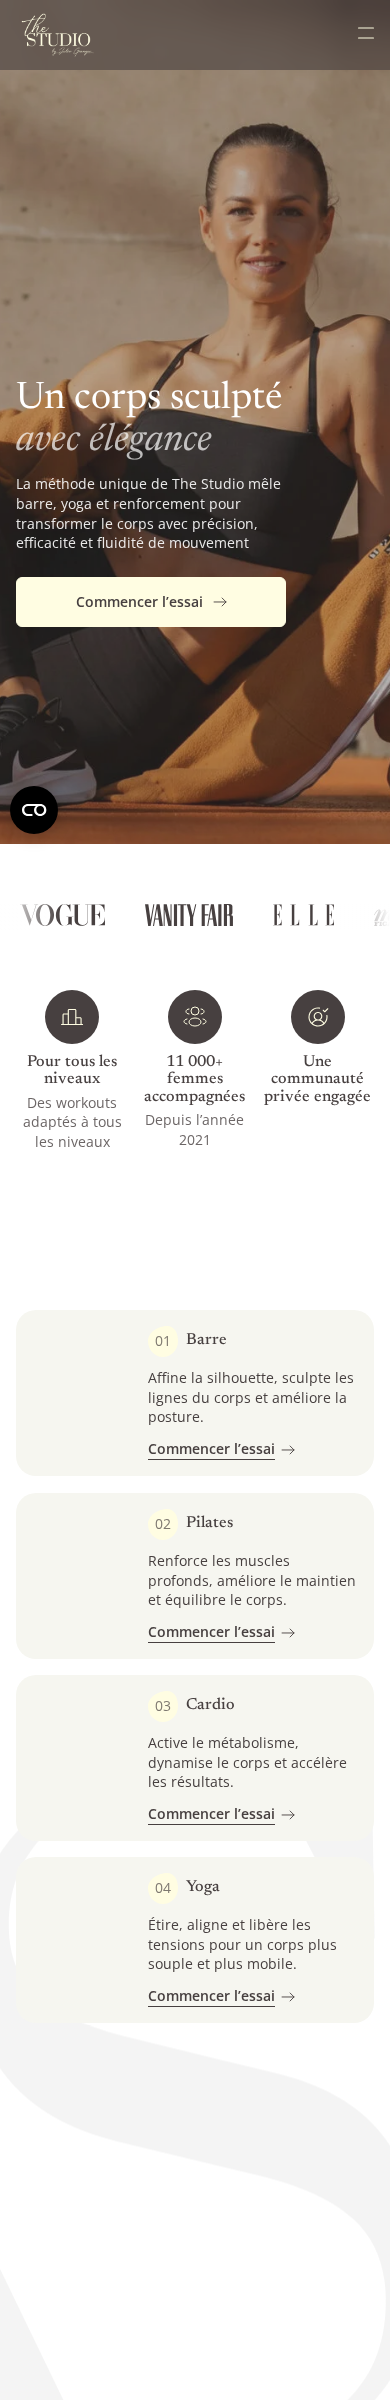 the
STUDIO
Un corps sculpté
avec élégance
La méthode unique de The Studio mêle
barre, yoga et renforcement pour
transformer le corps avec précision,
efficacité et fluidité de mouvement
Commencer l’essai
VOGUE
VANITY FAIR
ELLE
Pour tous les
niveaux
Des workouts
adaptés à tous
les niveaux
11 000+
femmes
accompagnées
Depuis l’année
2021
Une
communauté
privée engagée
01 Barre
Affine la silhouette, sculpte les
lignes du corps et améliore la
posture.
Commencer l’essai
02 Pilates
Renforce les muscles
profonds, améliore le maintien
et équilibre le corps.
Commencer l’essai
03 Cardio
Active le métabolisme,
dynamise le corps et accélère
les résultats.
Commencer l’essai
04 Yoga
Étire, aligne et libère les
tensions pour un corps plus
souple et plus mobile.
Commencer l’essai